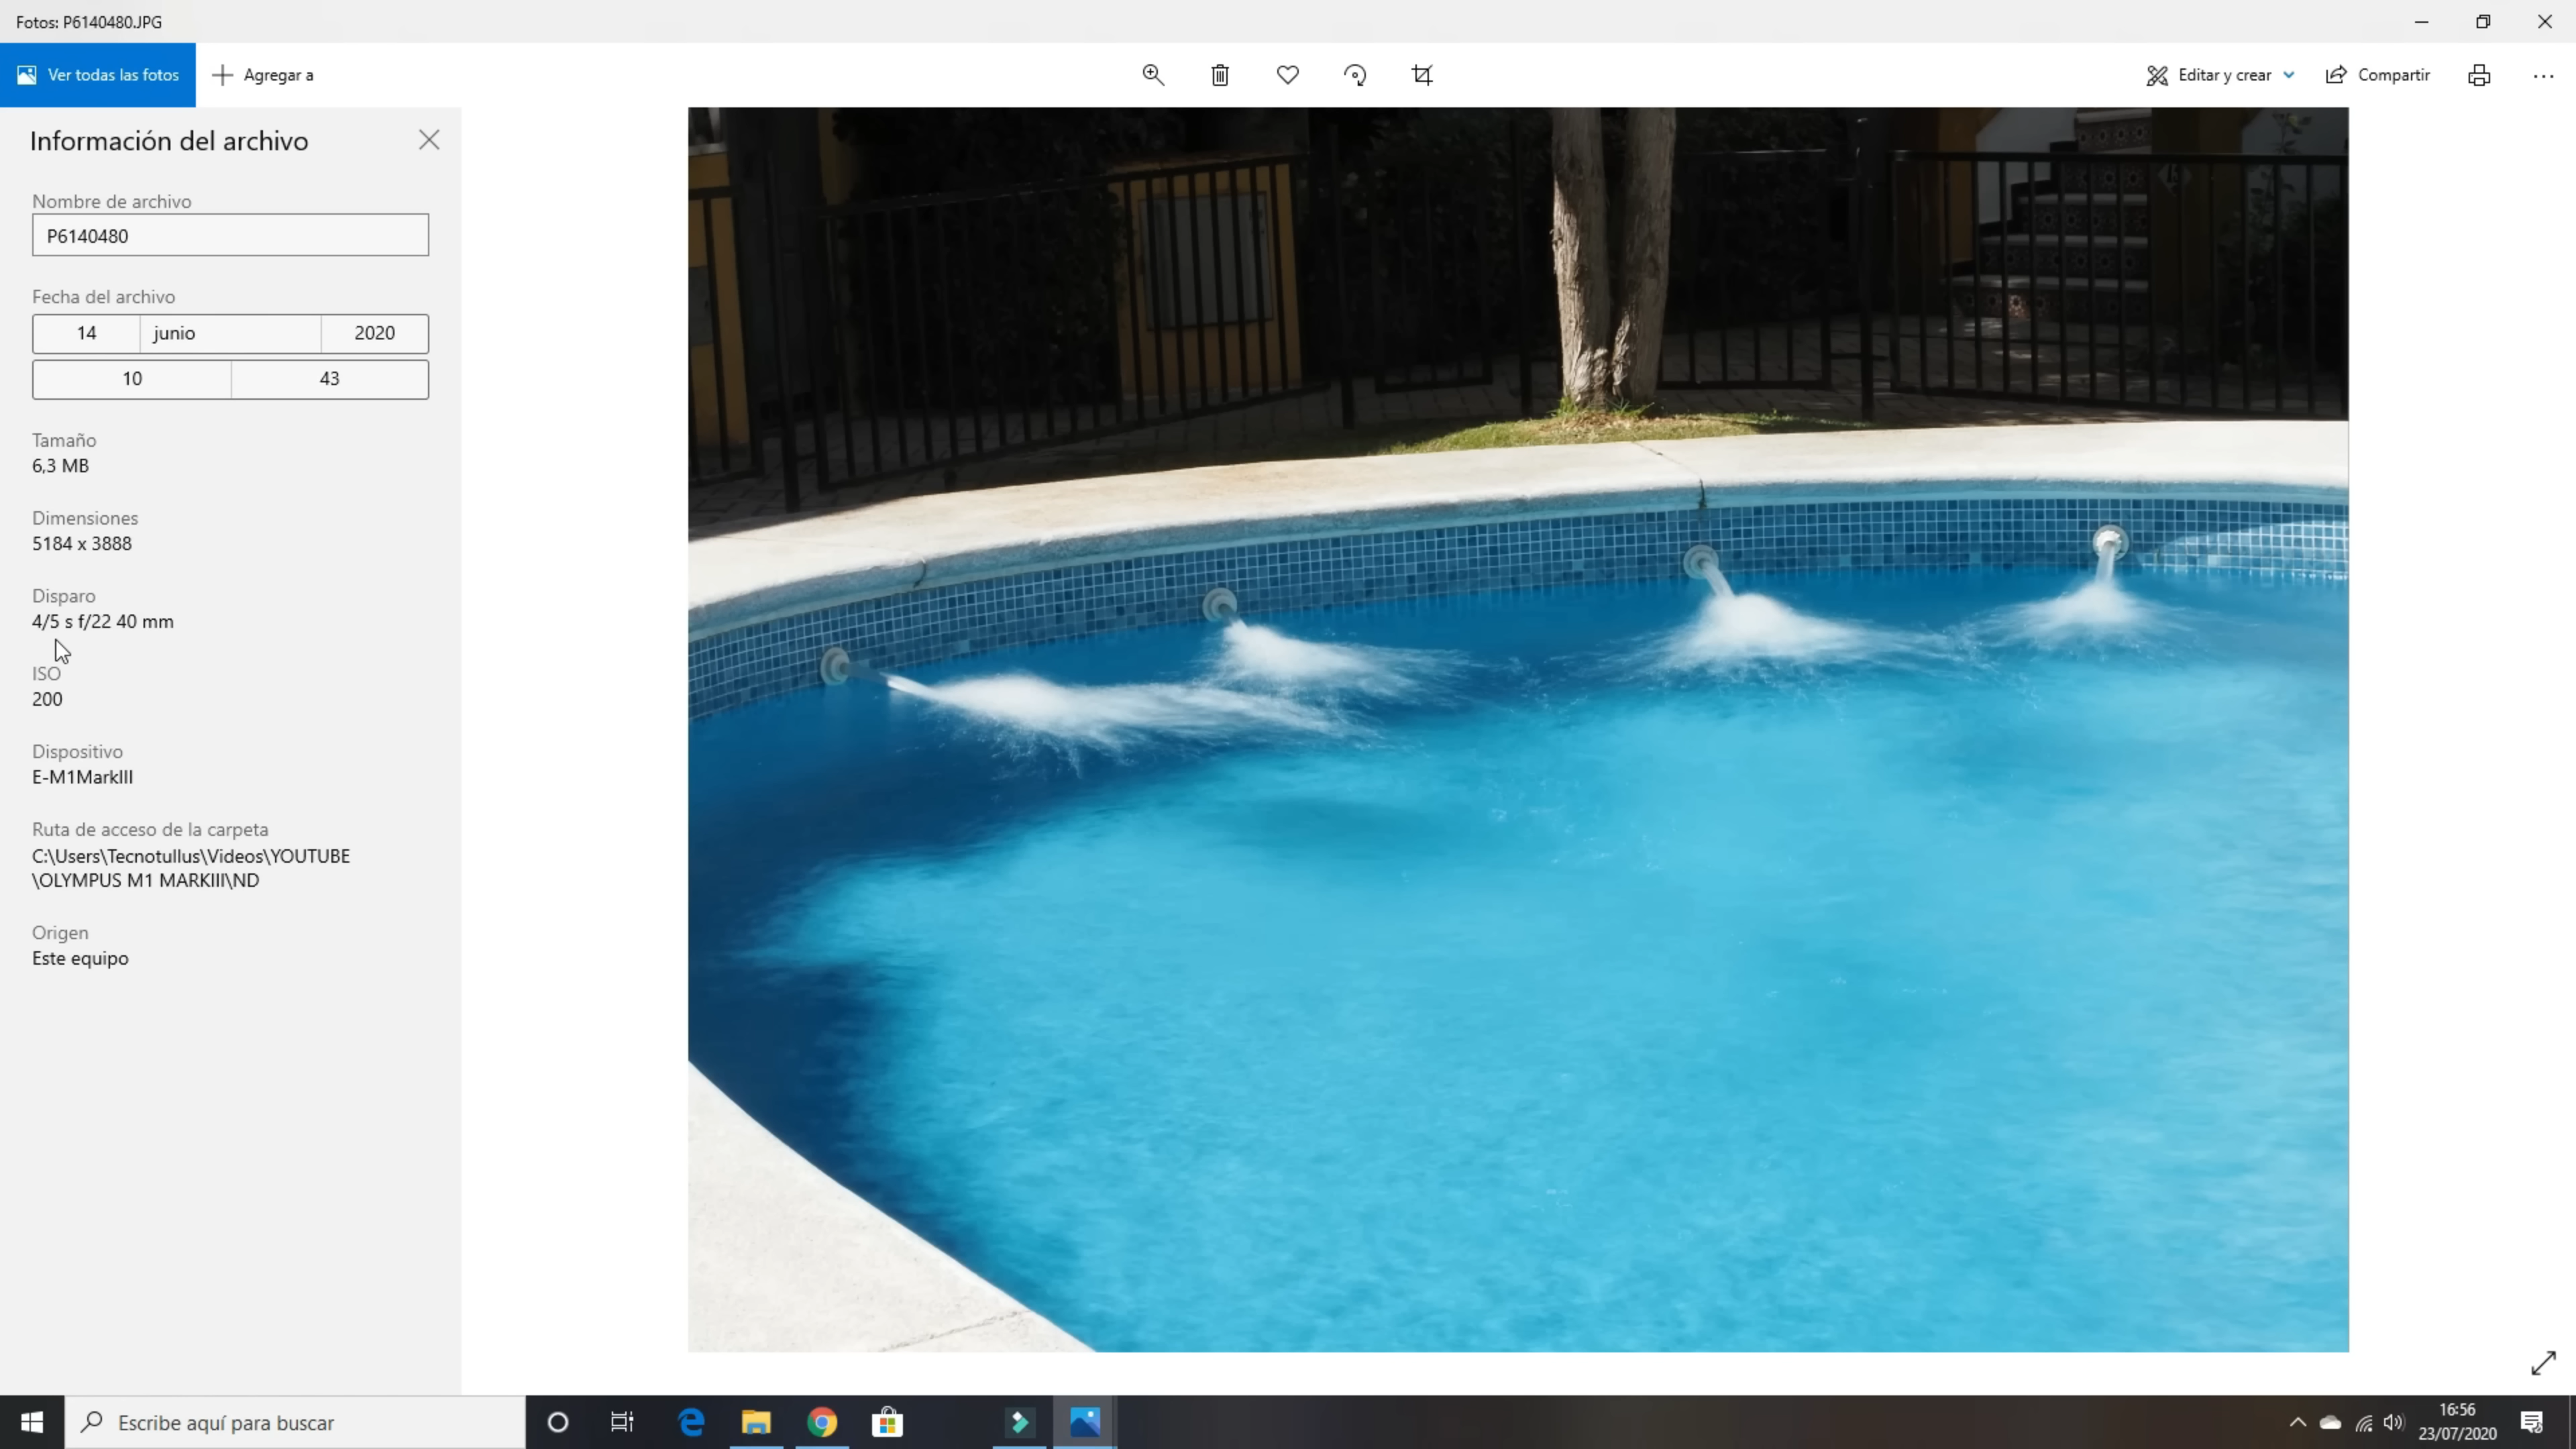 Fotos: P6140480.JPG
Ver todas las fotos
Agregar a
Editar y crear
Compartir
Información del archivo
Nombre de archivo
P6140480
Fecha del archivo
14 junio 2020
10 43
Tamaño
6,3 MB
Dimensiones
5184 x 3888
Disparo
4/5 s f/22 40 mm
ISO
200
Dispositivo
E-M1MarkIII
Ruta de acceso de la carpeta
C:\Users\Tecnotullus\Videos\YOUTUBE
\OLYMPUS M1 MARKIII\ND
Origen
Este equipo
Escribe aquí para buscar
16:56
23/07/2020